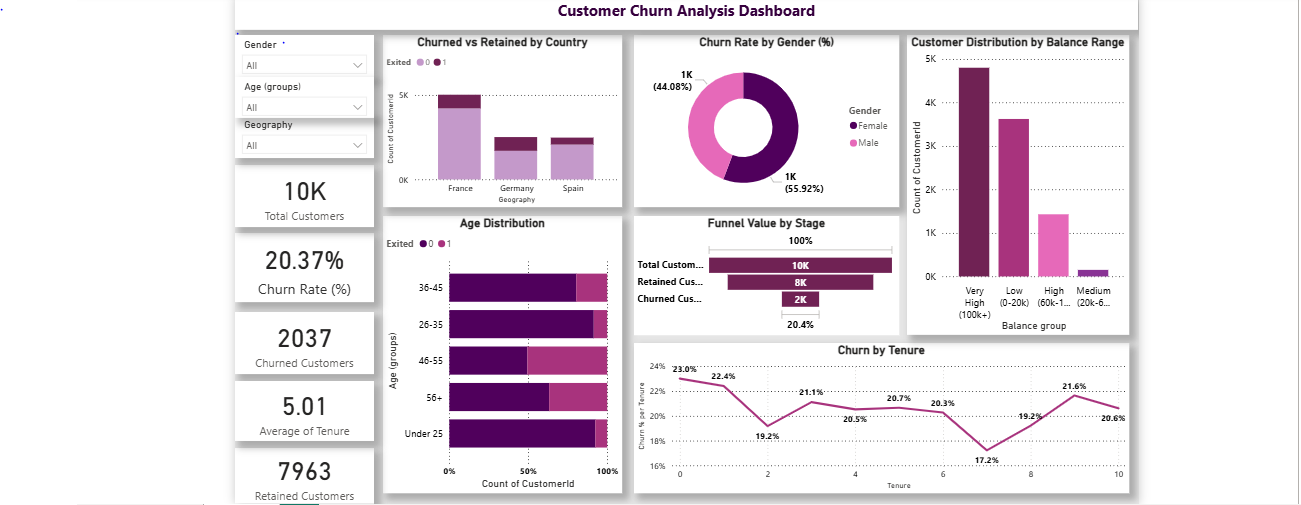 Customer Churn Analysis Dashboard
Gender
All
Age (groups)
All
Geography
All
10K
Total Customers
20.37%
Churn Rate (%)
2037
Churned Customers
5.01
Average of Tenure
7963
Retained Customers
Churned vs Retained by Country
Exited 0 1
Count of CustomerId
5K
0K
France Germany Spain
Geography
Age Distribution
Exited 0 1
Age (groups)
36-45
26-35
46-55
56+
Under 25
0% 50% 100%
Count of CustomerId
Churn Rate by Gender (%)
1K
(44.08%)
1K
(55.92%)
Gender
Female
Male
Funnel Value by Stage
100%
Total Custom... 10K
Retained Cus... 8K
Churned Cus... 2K
20.4%
Customer Distribution by Balance Range
Count of CustomerId
5K
4K
3K
2K
1K
0K
Very High (100k+)
Low (0-20k)
High (60k-1...
Medium (20k-6...
Balance group
Churn by Tenure
Churn % per Tenure
24%
22%
20%
18%
16%
23.0% 22.4% 19.2% 21.1% 20.5% 20.7% 20.3% 17.2% 19.2% 21.6% 20.6%
0 2 4 6 8 10
Tenure